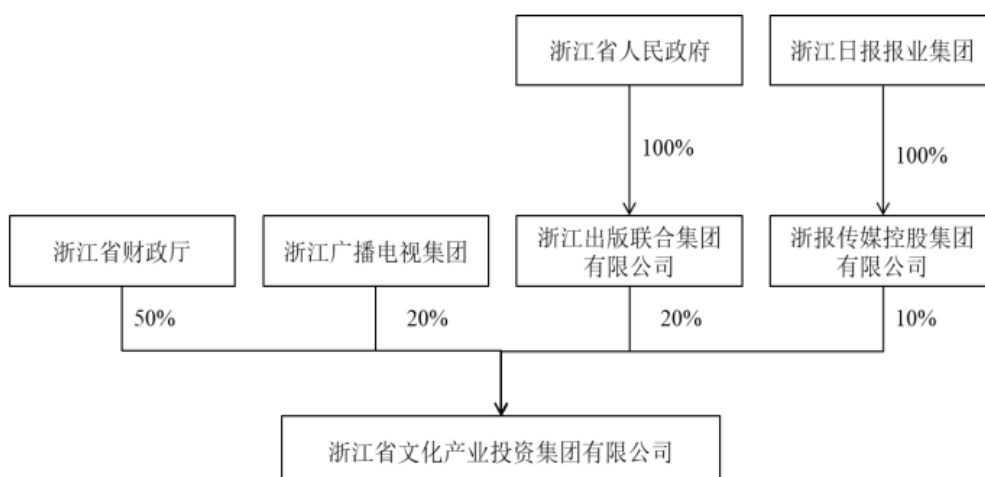 浙江省人民政府
浙江日报报业集团
100%
100%
浙江省财政厅
浙江广播电视集团
浙江出版联合集团
有限公司
浙报传媒控股集团
有限公司
50%
20%
20%
10%
浙江省文化产业投资集团有限公司